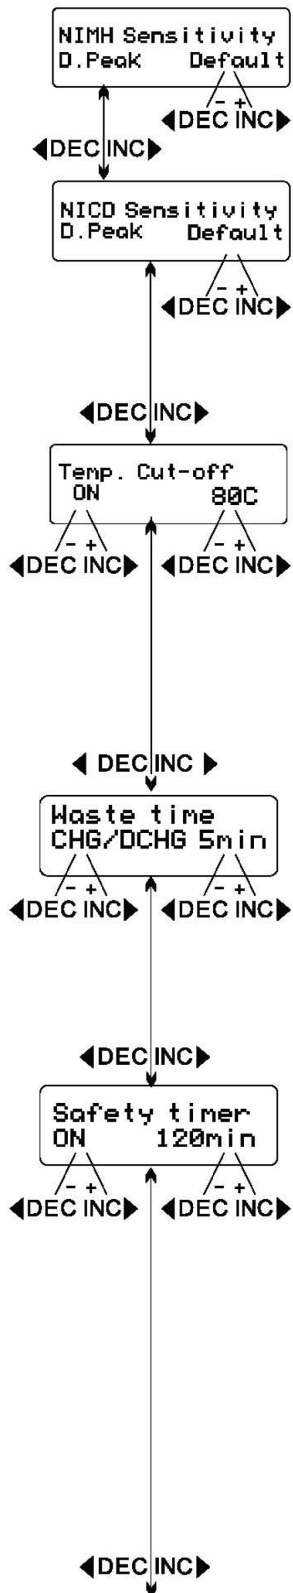 NIMH Sensitivity
D.Peak Default
- +
◀DEC INC▶
◀DEC INC▶
NICD Sensitivity
D.Peak Default
- +
◀DEC INC▶
◀DEC INC▶
Temp. Cut-off
ON 80C
- + - +
◀DEC INC▶ ◀DEC INC▶
◀ DEC INC ▶
Waste time
CHG/DCHG 5min
- + - +
◀DEC INC▶ ◀DEC INC▶
◀DEC INC▶
Safety timer
ON 120min
- + - +
◀DEC INC▶ ◀DEC INC▶
◀DEC INC▶